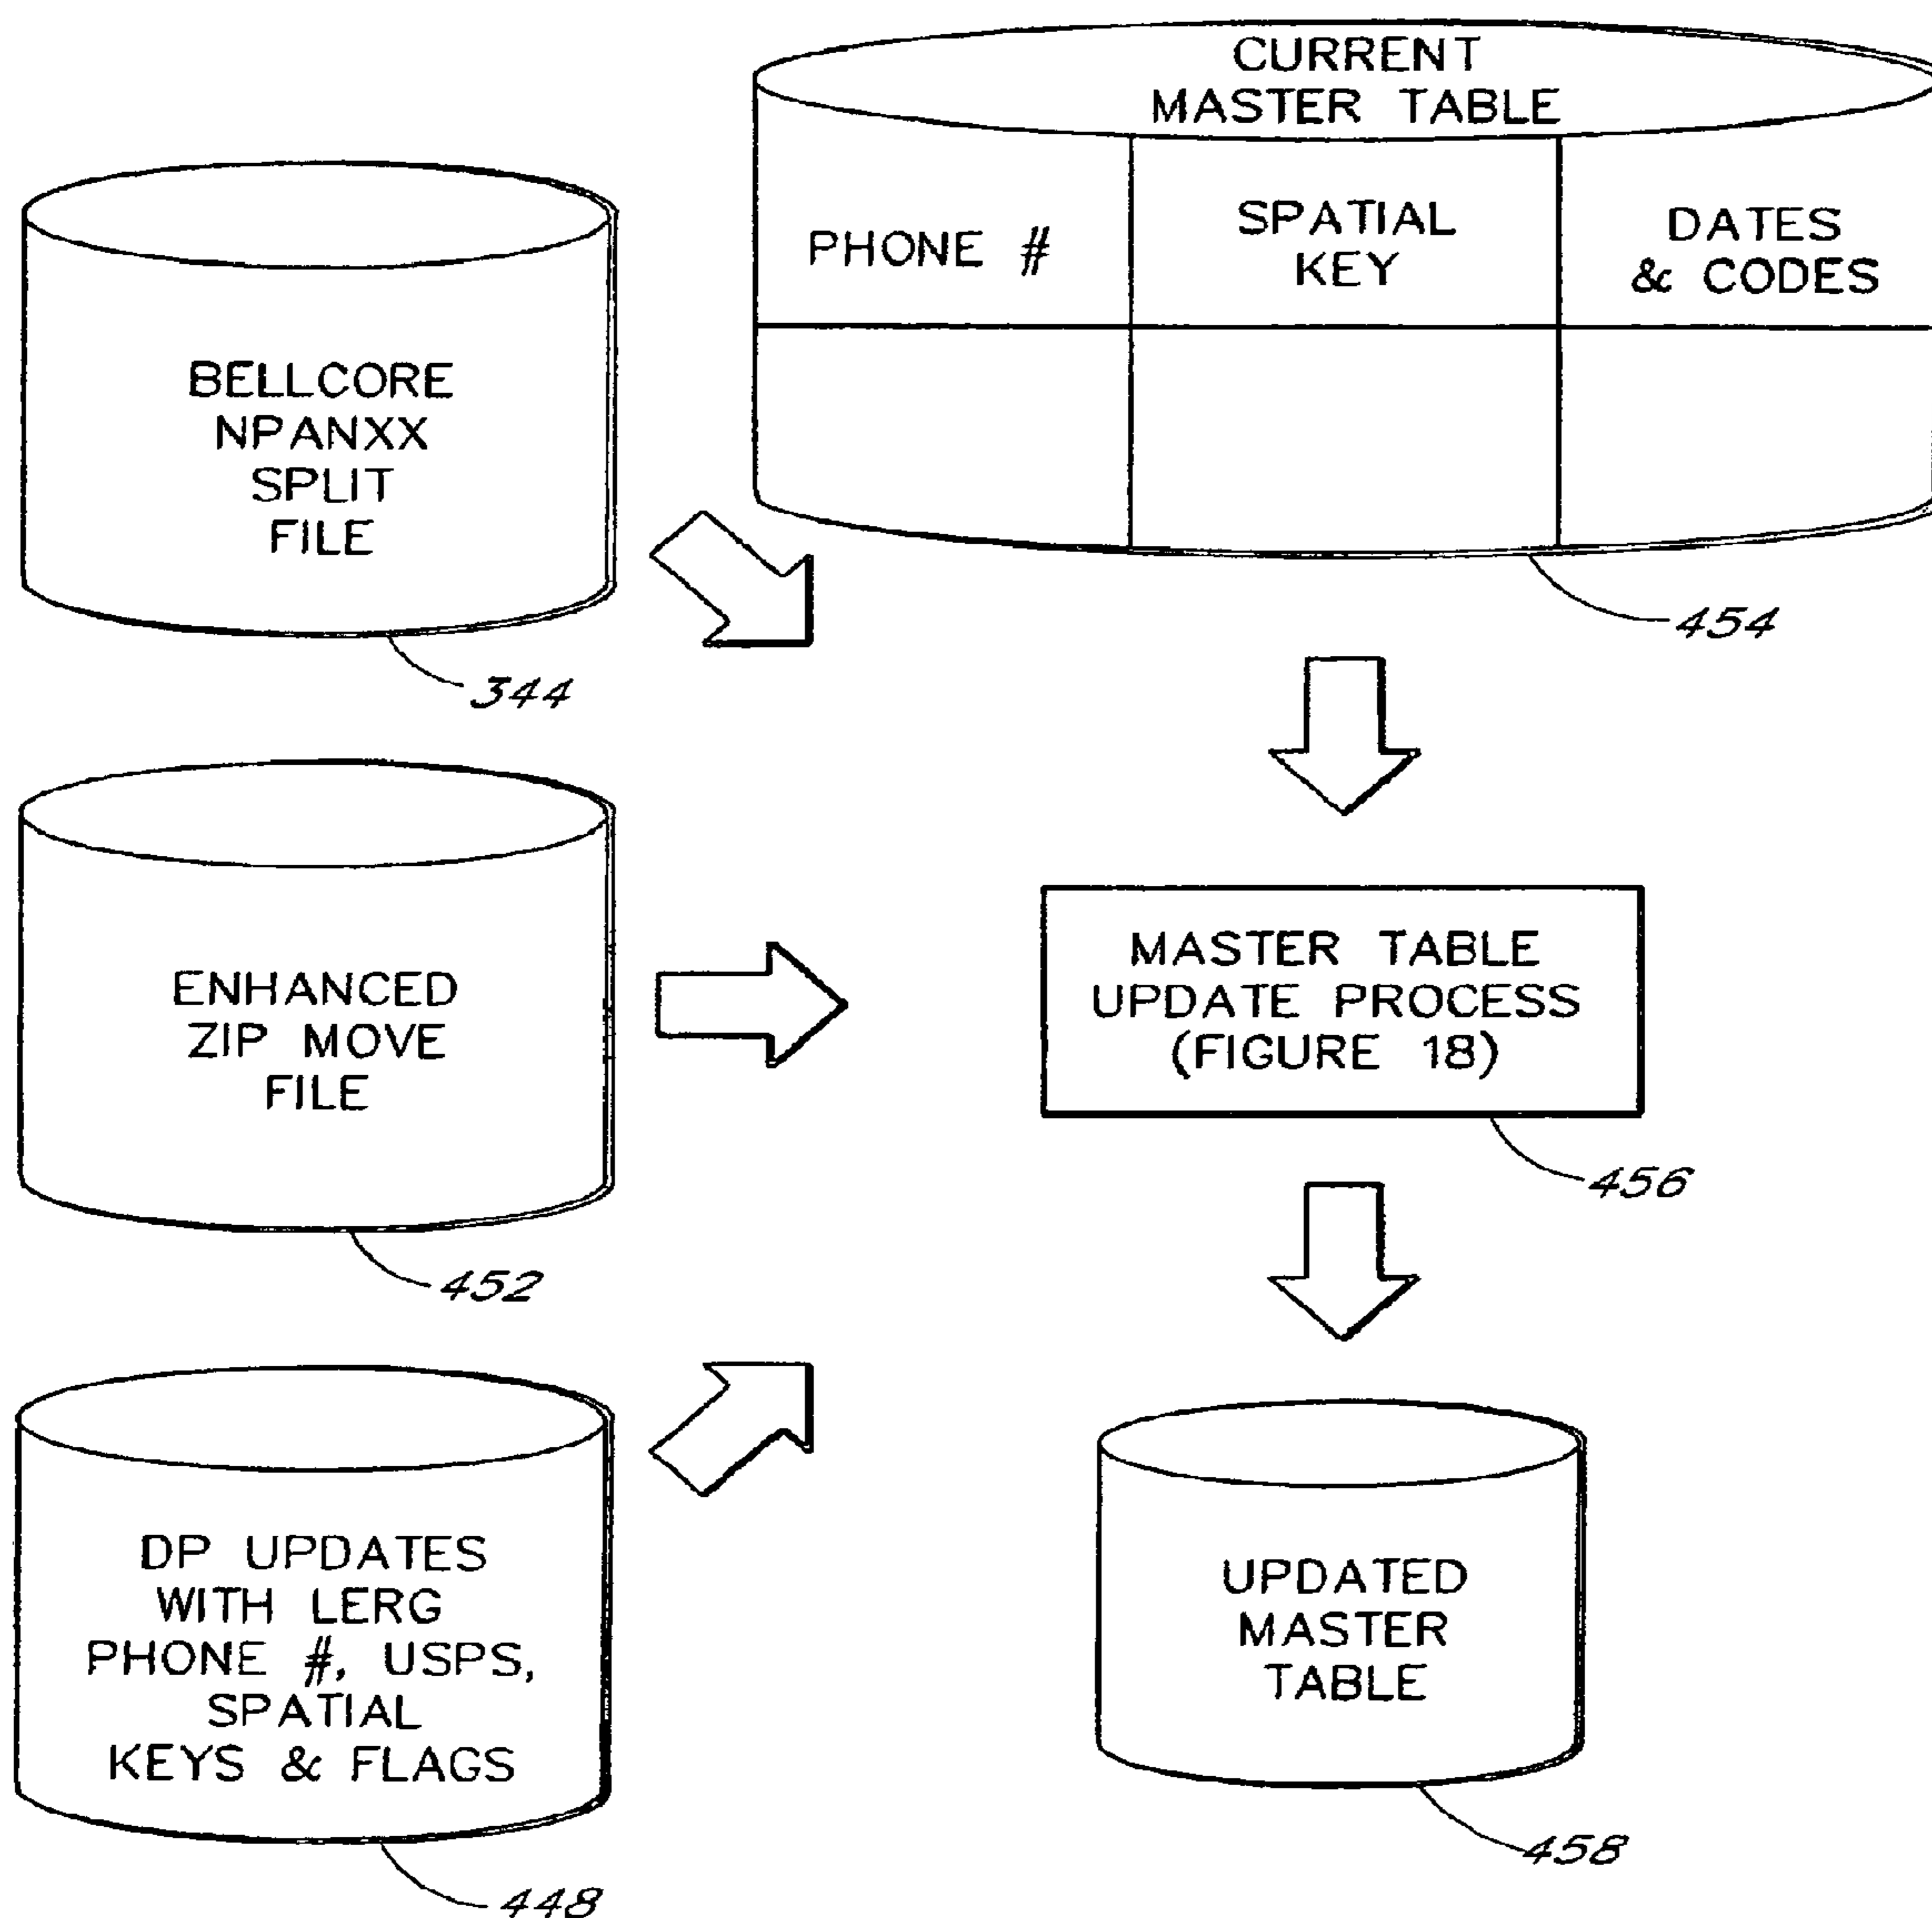 CURRENT
MASTER TABLE
PHONE #
SPATIAL
KEY
DATES
& CODES
454
BELLCORE
NPANXX
SPLIT
FILE
344
ENHANCED
ZIP MOVE
FILE
452
MASTER TABLE
UPDATE PROCESS
(FIGURE 18)
456
DP UPDATES
WITH LERG
PHONE #, USPS,
SPATIAL
KEYS & FLAGS
448
UPDATED
MASTER
TABLE
458